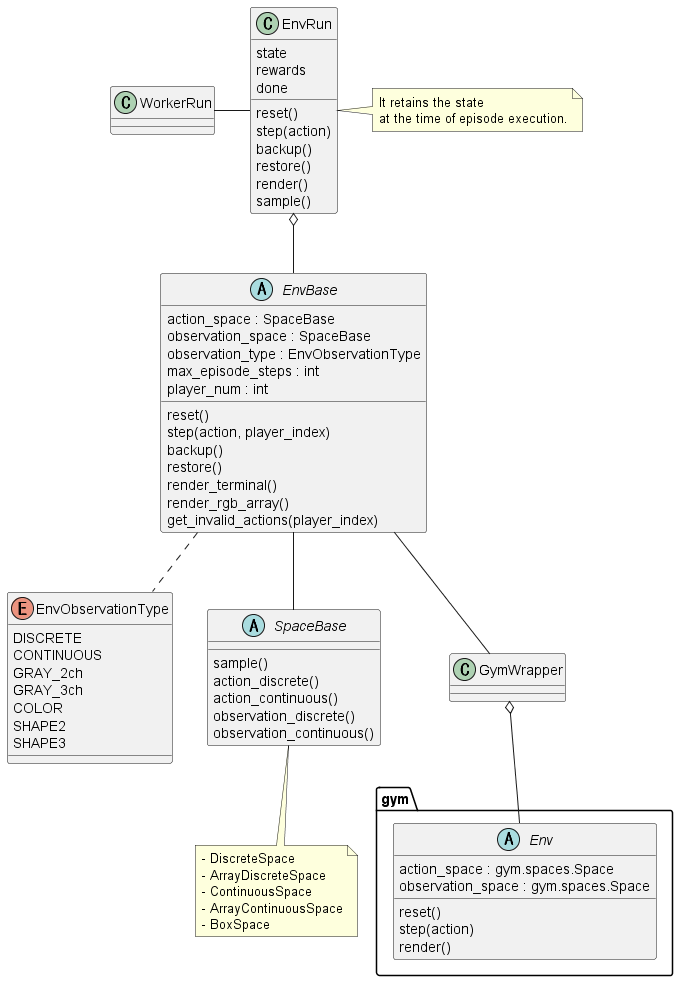 C EnvRun
state
rewards
done
reset()
step(action)
backup()
restore()
render()
sample()
C WorkerRun
It retains the state
at the time of episode execution.
A EnvBase
action_space : SpaceBase
observation_space : SpaceBase
observation_type : EnvObservationType
max_episode_steps : int
player_num : int
reset()
step(action, player_index)
backup()
restore()
render_terminal()
render_rgb_array()
get_invalid_actions(player_index)
E EnvObservationType
DISCRETE
CONTINUOUS
GRAY_2ch
GRAY_3ch
COLOR
SHAPE2
SHAPE3
A SpaceBase
sample()
action_discrete()
action_continuous()
observation_discrete()
observation_continuous()
C GymWrapper
- DiscreteSpace
- ArrayDiscreteSpace
- ContinuousSpace
- ArrayContinuousSpace
- BoxSpace
gym
A Env
action_space : gym.spaces.Space
observation_space : gym.spaces.Space
reset()
step(action)
render()